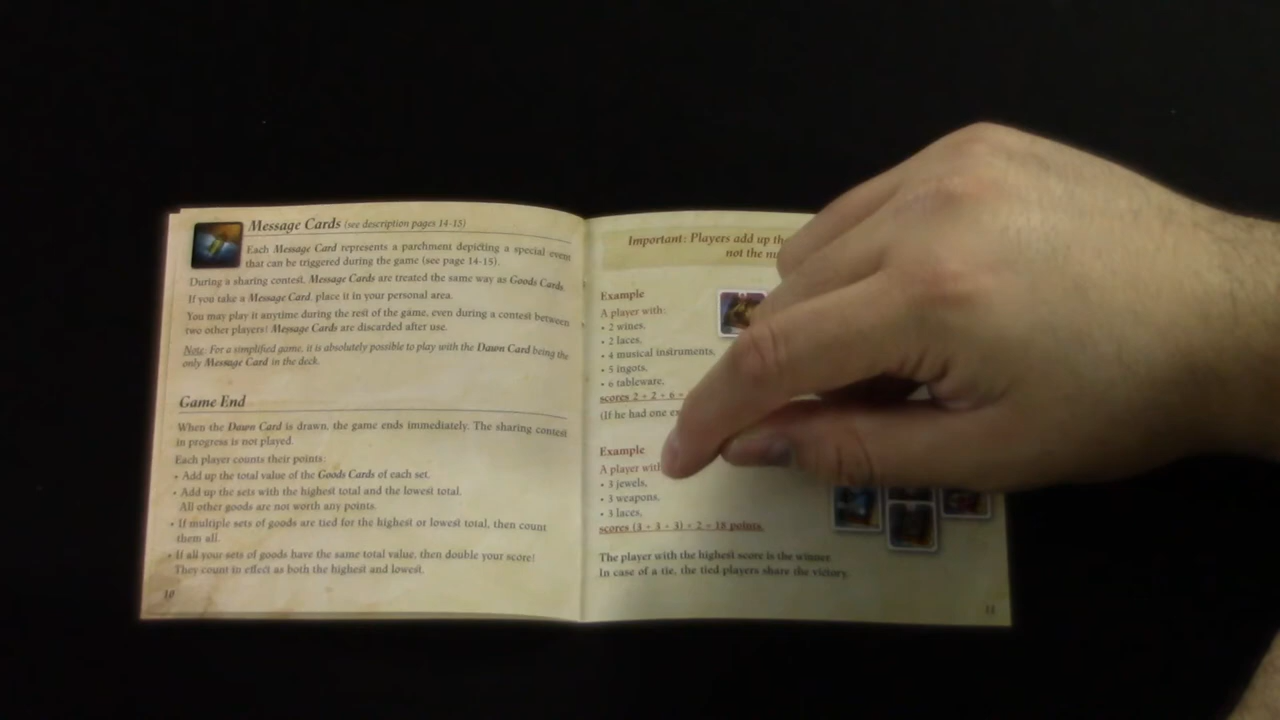 Message Cards (see description pages 14-15)
Each Message Card represents a parchment depicting a special event
that can be triggered during the game (see page 14-15).
During a sharing contest, Message Cards are treated the same way as Goods Cards.
If you take a Message Card, place it in your personal area.
You may play it anytime during the rest of the game, even during a contest between
two other players! Message Cards are discarded after use.
Note: For a simplified game, it is absolutely possible to play with the Dawn Card being the
only Message Card in the deck.
Game End
When the Dawn Card is drawn, the game ends immediately. The sharing contest
in progress is not played.
Each player counts their points:
• Add up the total value of the Goods Cards of each set.
• Add up the sets with the highest total and the lowest total.
All other goods are not worth any points.
• If multiple sets of goods are tied for the highest or lowest total, then count
them all.
• If all your sets of goods have the same total value, then double your score!
They count in effect as both the highest and lowest.
10
Important: Players add up the
not the
Example
A player with:
• 2 wines,
• 2 laces,
• 4 musical instruments,
• 5 ingots,
• 6 tableware,
scores 2 + 2 + 6
(If he had one
Example
A player with
• 3 jewels,
• 3 weapons,
• 3 laces,
scores (3 + 3 + 3) × 2 = 18 points.
The player with the highest score is the winner.
In case of a tie, the tied players share the victory.
11